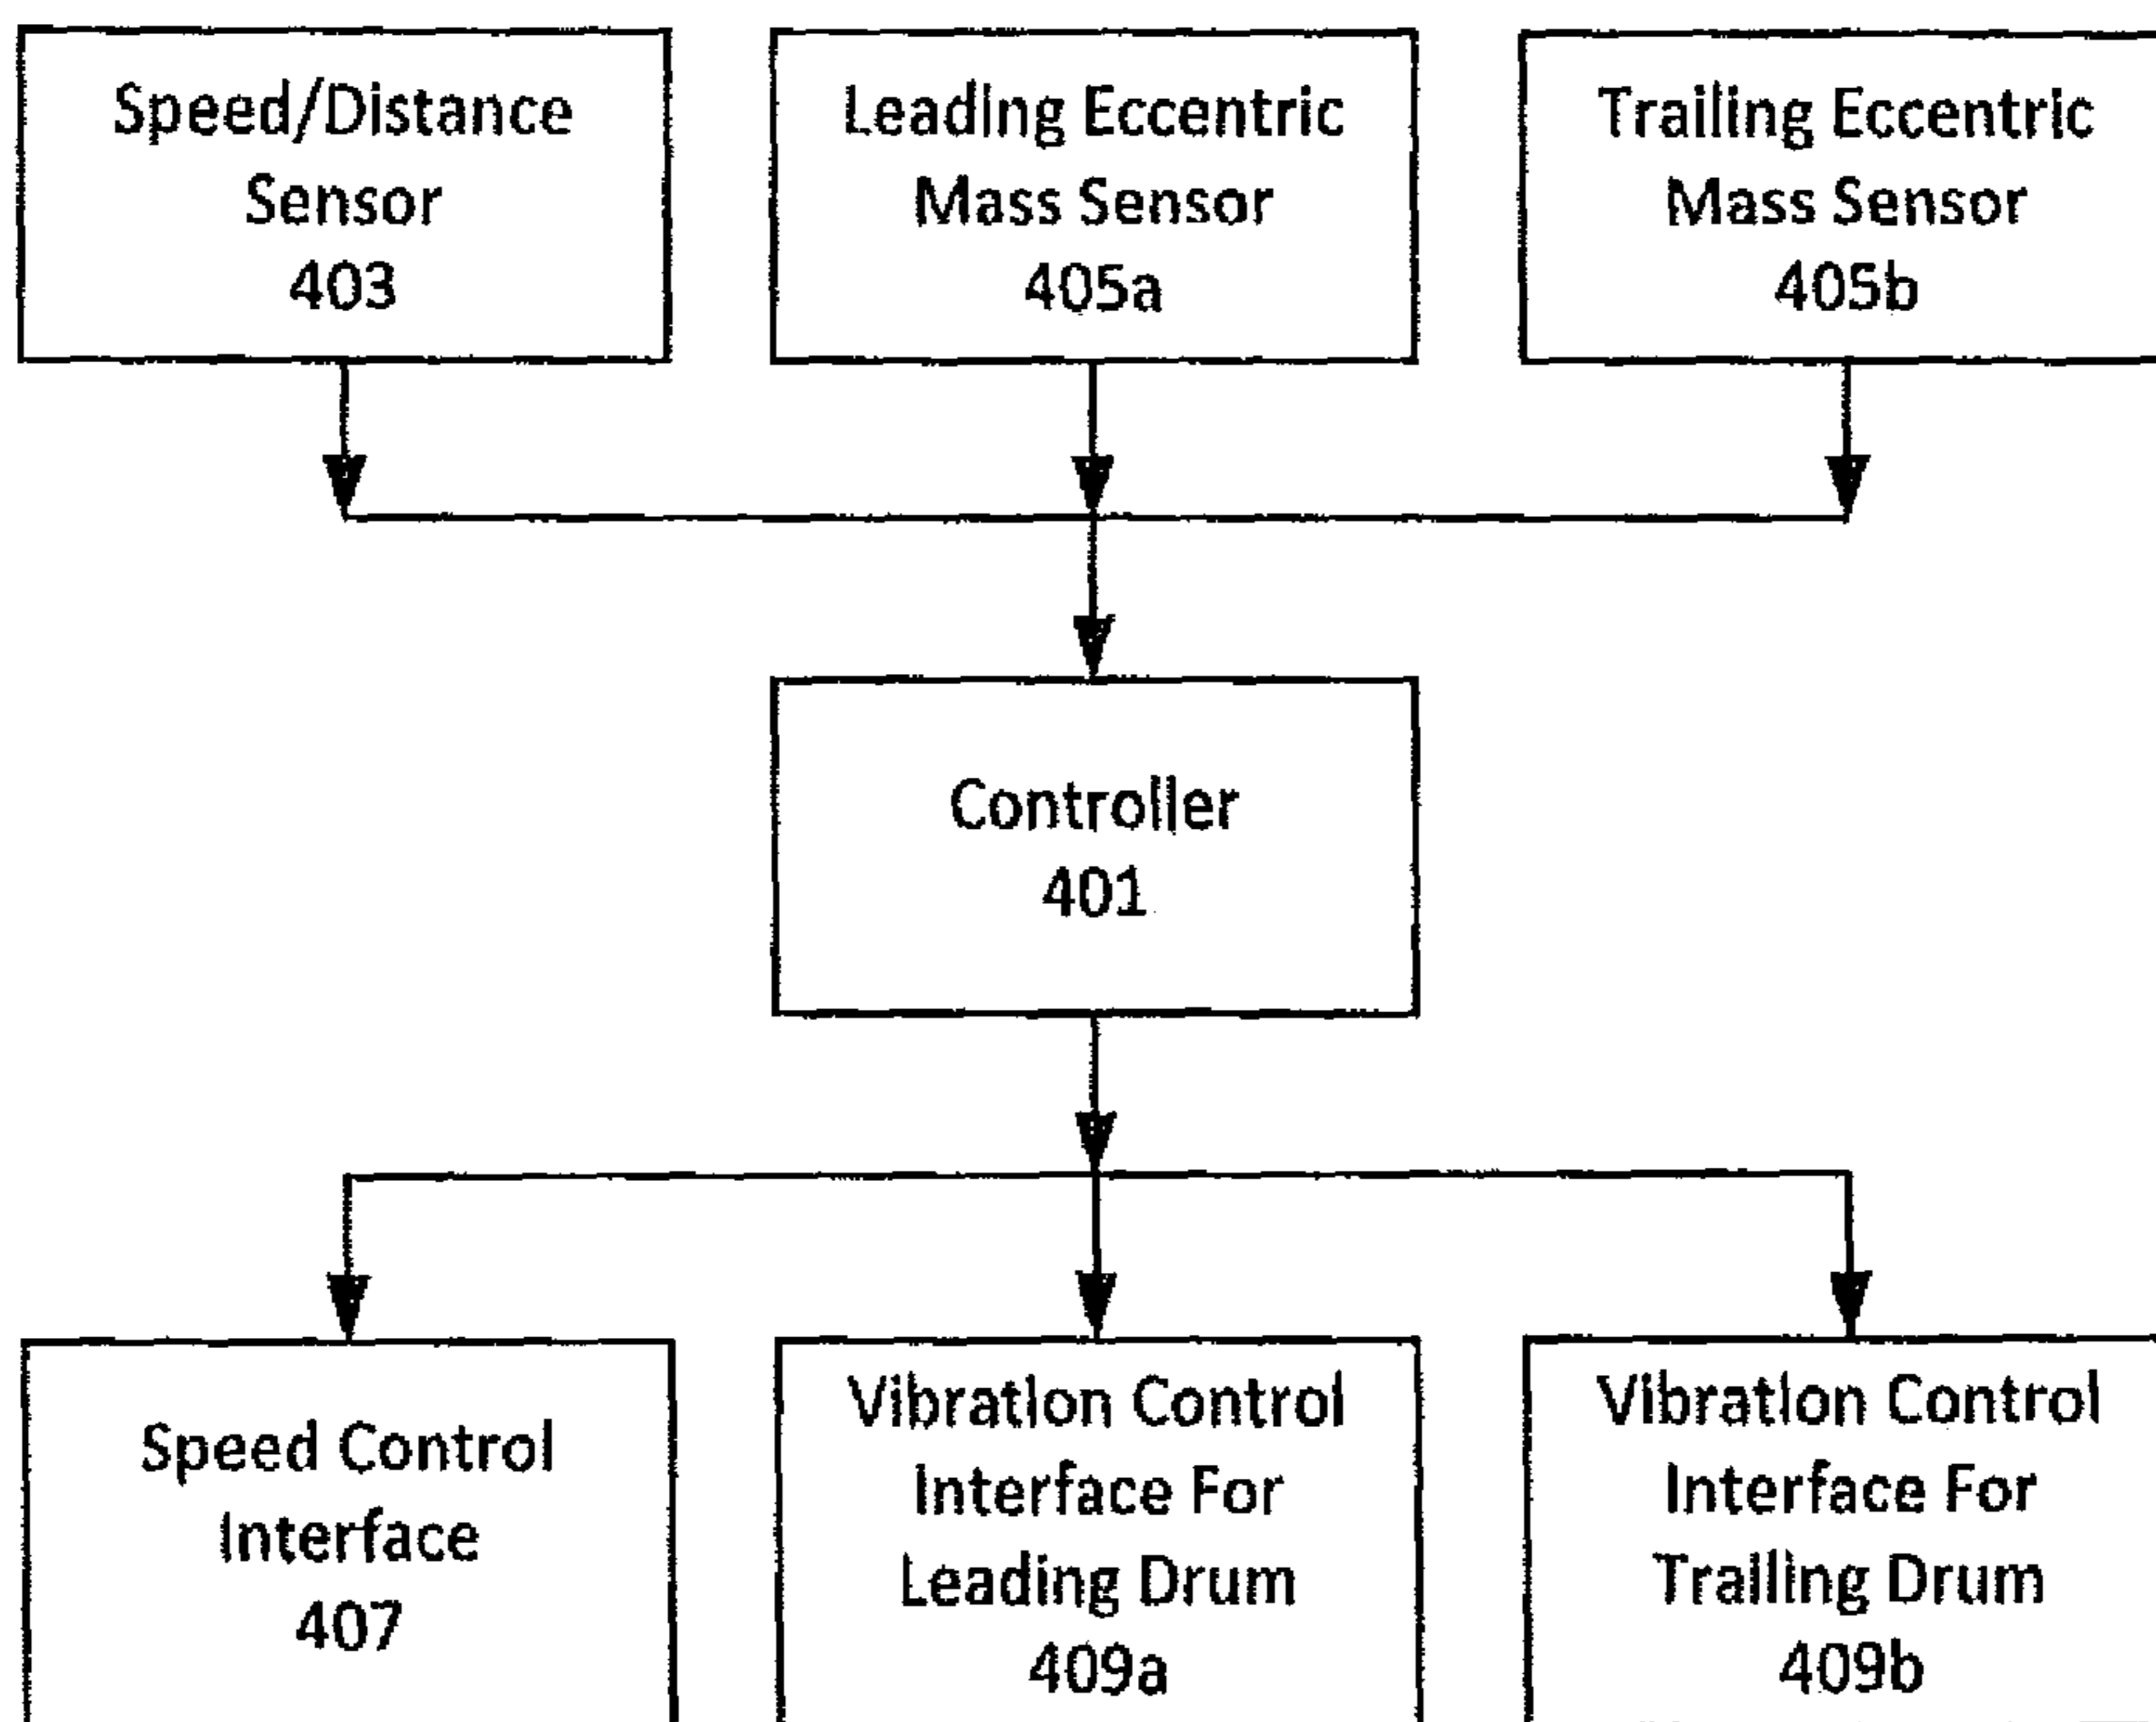 Speed/Distance
Sensor
403
Leading Eccentric
Mass Sensor
405a
Trailing Eccentric
Mass Sensor
405b
Controller
401
Speed Control
Interface
407
Vibration Control
Interface For
Leading Drum
409a
Vibration Control
Interface For
Trailing Drum
409b